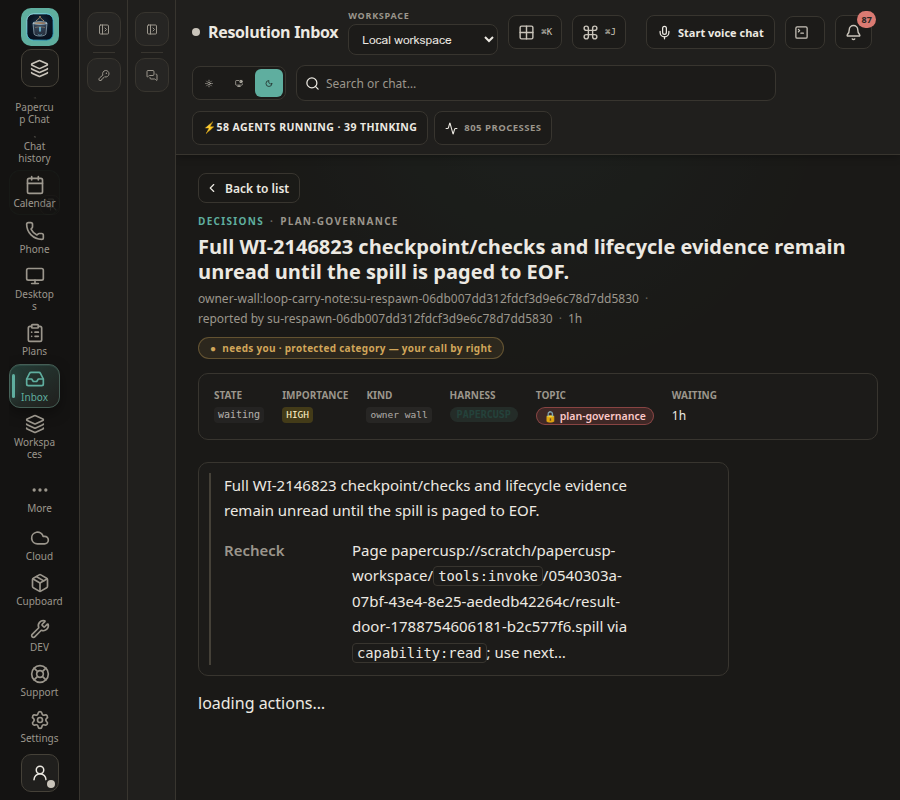 Papercu
p Chat
Chat
history
Calendar
Phone
Desktop
s
Plans
Inbox
Workspa
ces
More
Cloud
Cupboard
DEV
Support
Settings
Resolution Inbox
WORKSPACE
Local workspace
⌘K
⌘J
Start voice chat
87
Search or chat...
⚡58 AGENTS RUNNING · 39 THINKING
805 PROCESSES
Back to list
DECISIONS · PLAN-GOVERNANCE
Full WI-2146823 checkpoint/checks and lifecycle evidence remain
unread until the spill is paged to EOF.
owner-wall:loop-carry-note:su-respawn-06db007dd312fdcf3d9e6c78d7dd5830 ·
reported by su-respawn-06db007dd312fdcf3d9e6c78d7dd5830 · 1h
● needs you · protected category — your call by right
STATE
waiting
IMPORTANCE
HIGH
KIND
owner wall
HARNESS
PAPERCUSP
TOPIC
🔒 plan-governance
WAITING
1h
Full WI-2146823 checkpoint/checks and lifecycle evidence
remain unread until the spill is paged to EOF.
Recheck
Page papercusp://scratch/papercusp-
workspace/tools:invoke/0540303a-
07bf-43e4-8e25-aededb42264c/result-
door-1788754606181-b2c577f6.spill via
capability:read; use next…
loading actions…